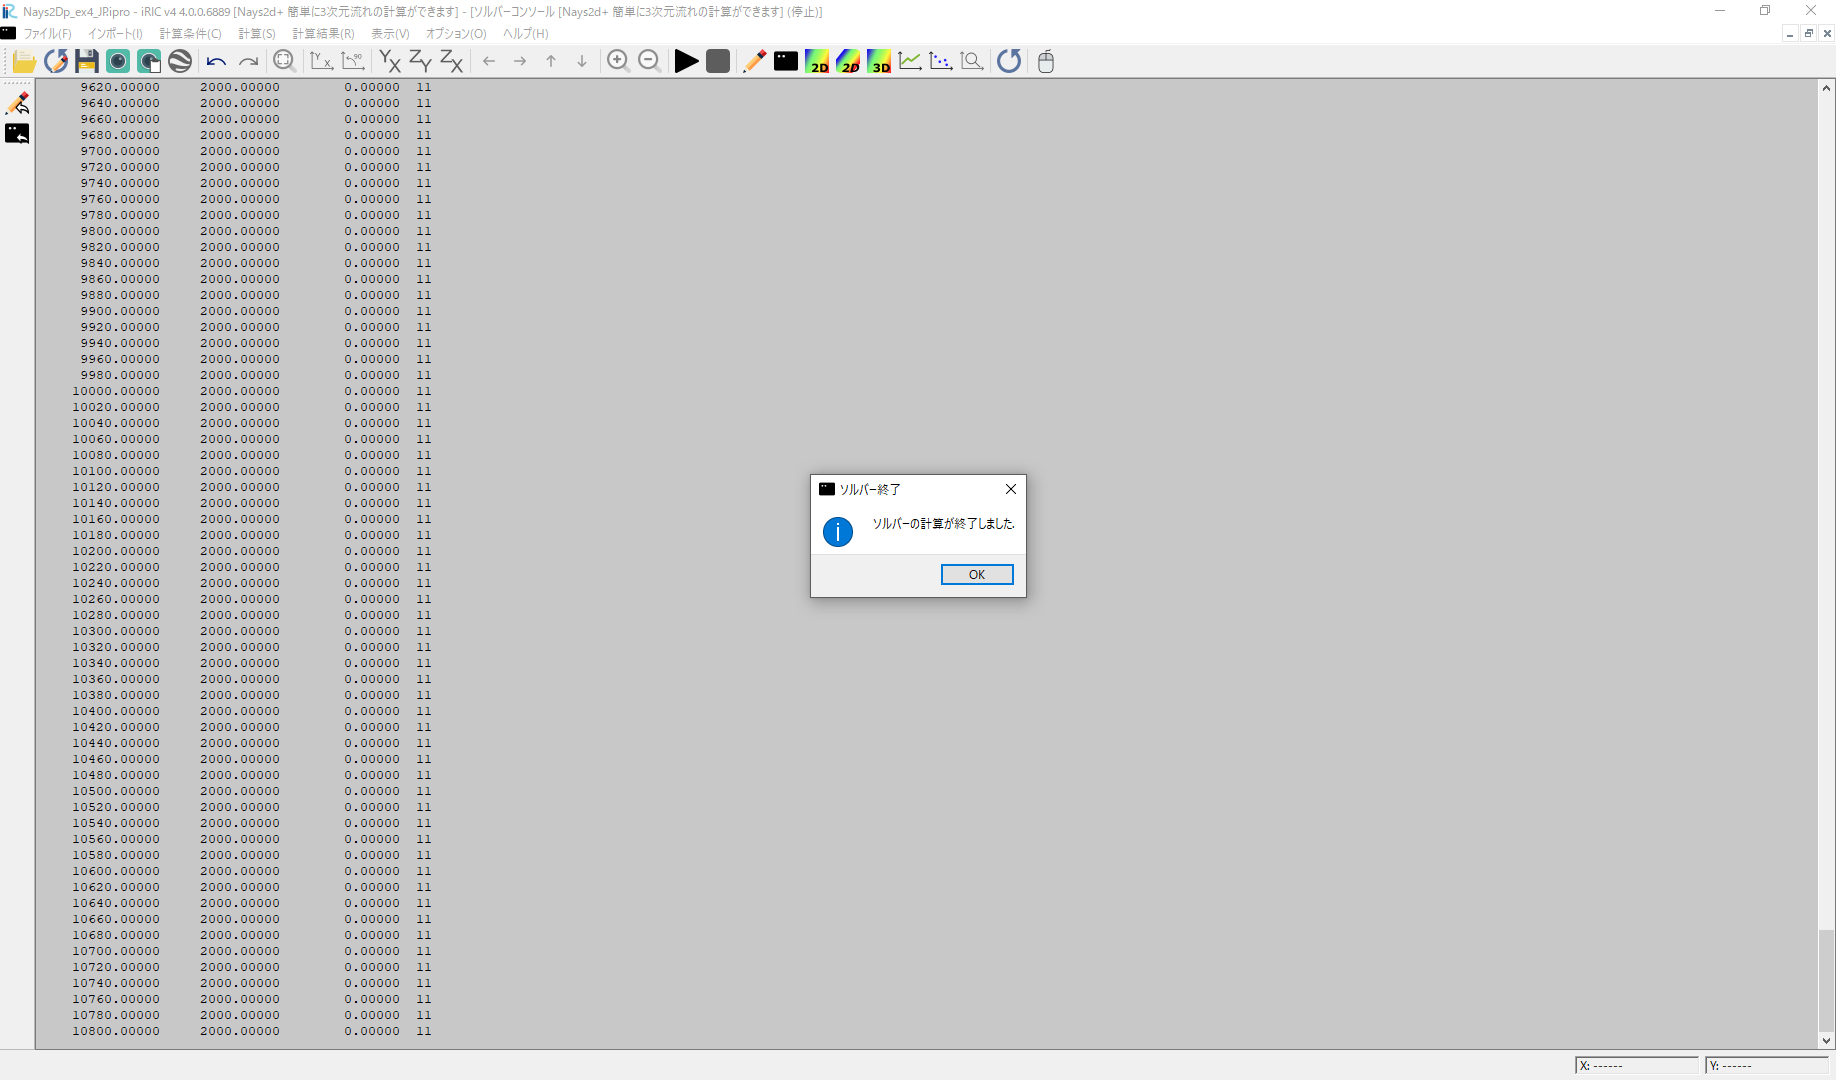 Nays2Dp_ex4_JRipro - iRIC v4 4.0.0.6889 [Nays2d+ 簡単に3次元流れの計算ができます] - [ソルバーコンソール [Nays2d+ 簡単に3次元流れの計算ができます] (停止)]
ファイル(F) インポート(I) 計算条件(C) 計算(S) 計算結果(R) 表示(V) オプション(O) ヘルプ(H)
2D 2D 3D
9620.00000 2000.00000 0.00000 11
9640.00000 2000.00000 0.00000 11
9660.00000 2000.00000 0.00000 11
9680.00000 2000.00000 0.00000 11
9700.00000 2000.00000 0.00000 11
9720.00000 2000.00000 0.00000 11
9740.00000 2000.00000 0.00000 11
9760.00000 2000.00000 0.00000 11
9780.00000 2000.00000 0.00000 11
9800.00000 2000.00000 0.00000 11
9820.00000 2000.00000 0.00000 11
9840.00000 2000.00000 0.00000 11
9860.00000 2000.00000 0.00000 11
9880.00000 2000.00000 0.00000 11
9900.00000 2000.00000 0.00000 11
9920.00000 2000.00000 0.00000 11
9940.00000 2000.00000 0.00000 11
9960.00000 2000.00000 0.00000 11
9980.00000 2000.00000 0.00000 11
10000.00000 2000.00000 0.00000 11
10020.00000 2000.00000 0.00000 11
10040.00000 2000.00000 0.00000 11
10060.00000 2000.00000 0.00000 11
10080.00000 2000.00000 0.00000 11
10100.00000 2000.00000 0.00000 11
10120.00000 2000.00000 0.00000 11
10140.00000 2000.00000 0.00000 11
10160.00000 2000.00000 0.00000 11
10180.00000 2000.00000 0.00000 11
10200.00000 2000.00000 0.00000 11
10220.00000 2000.00000 0.00000 11
10240.00000 2000.00000 0.00000 11
10260.00000 2000.00000 0.00000 11
10280.00000 2000.00000 0.00000 11
10300.00000 2000.00000 0.00000 11
10320.00000 2000.00000 0.00000 11
10340.00000 2000.00000 0.00000 11
10360.00000 2000.00000 0.00000 11
10380.00000 2000.00000 0.00000 11
10400.00000 2000.00000 0.00000 11
10420.00000 2000.00000 0.00000 11
10440.00000 2000.00000 0.00000 11
10460.00000 2000.00000 0.00000 11
10480.00000 2000.00000 0.00000 11
10500.00000 2000.00000 0.00000 11
10520.00000 2000.00000 0.00000 11
10540.00000 2000.00000 0.00000 11
10560.00000 2000.00000 0.00000 11
10580.00000 2000.00000 0.00000 11
10600.00000 2000.00000 0.00000 11
10620.00000 2000.00000 0.00000 11
10640.00000 2000.00000 0.00000 11
10660.00000 2000.00000 0.00000 11
10680.00000 2000.00000 0.00000 11
10700.00000 2000.00000 0.00000 11
10720.00000 2000.00000 0.00000 11
10740.00000 2000.00000 0.00000 11
10760.00000 2000.00000 0.00000 11
10780.00000 2000.00000 0.00000 11
10800.00000 2000.00000 0.00000 11
ソルバー終了
ソルバーの計算が終了しました.
OK
X: ------ Y: ------